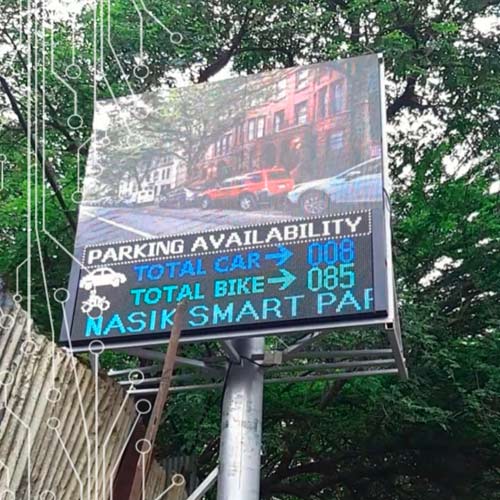 PARKING AVAILABILITY
TOTAL CAR→ 008
TOTAL BIKE→ 085
NASIK SMART PAR